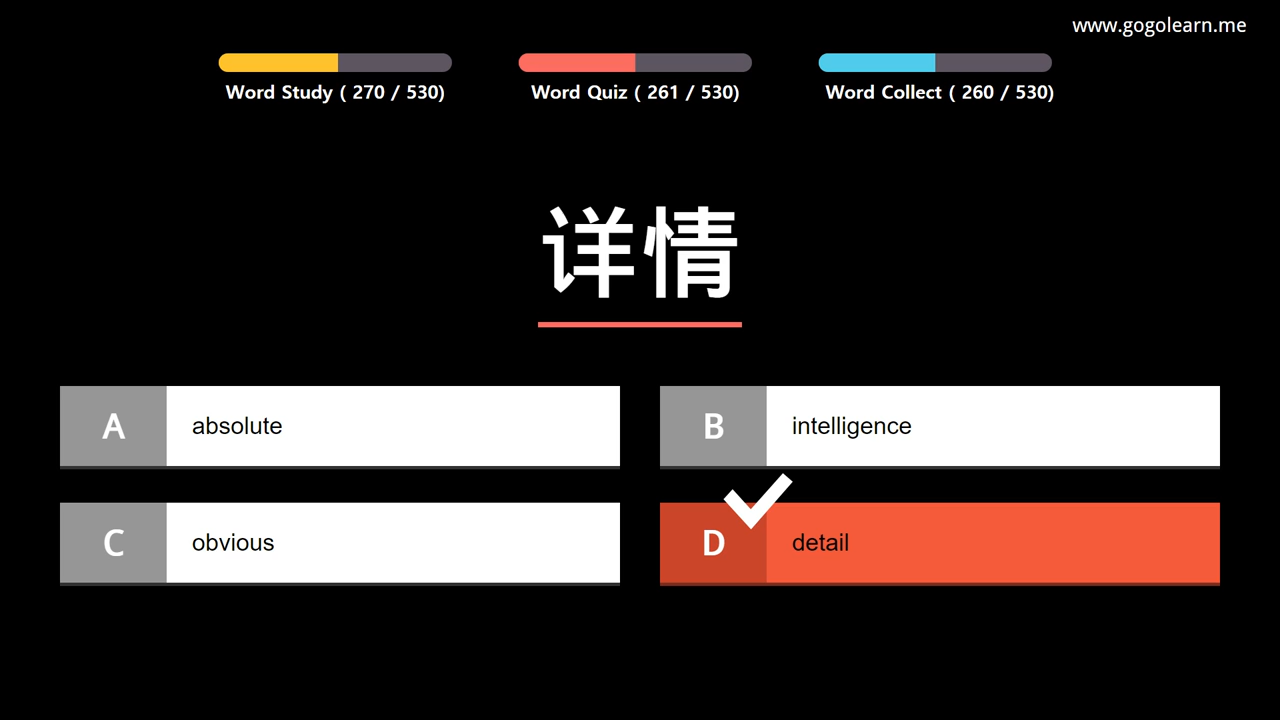 www.gogolearn.me
Word Study ( 270 / 530)
Word Quiz ( 261 / 530)
Word Collect ( 260 / 530)
详情
A absolute
B intelligence
C obvious
D detail